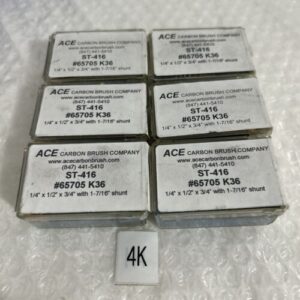 ACE CARBON BRUSH COMPANY
www.acecarbonbrush.com
(847) 441-5410
ST-416
#65705 K36
1/4" x 1/2" x 3/4" with 1-7/16" shunt
ACE CARBON BRUSH COMPANY
www.acecarbonbrush.com
(847) 441-5410
ST-416
#65705 K36
1/4" x 1/2" x 3/4" with 1-7/16" shunt
ACE CARBON BRUSH COMPANY
www.acecarbonbrush.com
(847) 441-5410
ST-416
#65705 K36
1/4" x 1/2" x 3/4" with 1-7/16" shunt
ACE CARBON BRUSH COMPANY
www.acecarbonbrush.com
(847) 441-5410
ST-416
#65705 K36
1/4" x 1/2" x 3/4" with 1-7/16" shunt
ACE CARBON BRUSH COMPANY
www.acecarbonbrush.com
(847) 441-5410
ST-416
#65705 K36
1/4" x 1/2" x 3/4" with 1-7/16" shunt
ACE CARBON BRUSH COMPANY
www.acecarbonbrush.com
(847) 441-5410
ST-416
#65705 K36
1/4" x 1/2" x 3/4" with 1-7/16" shunt
4K